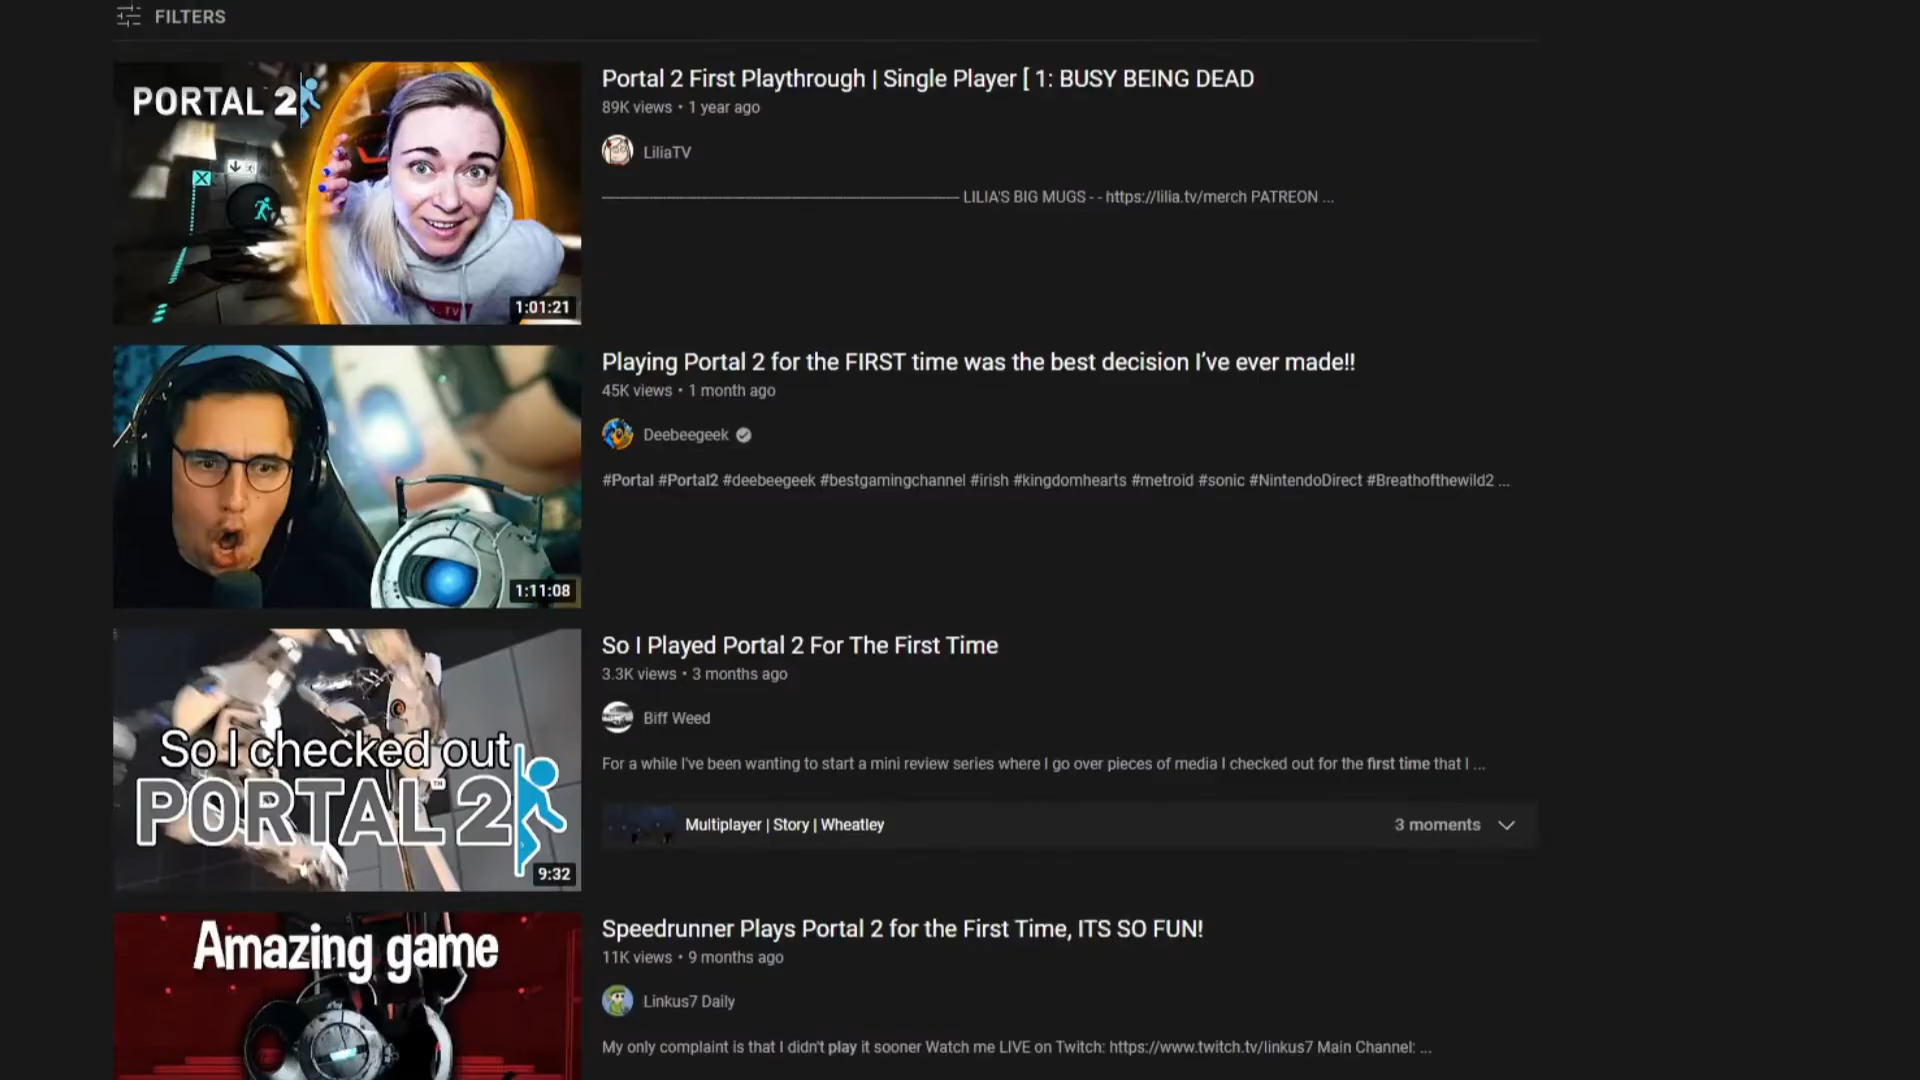 FILTERS
PORTAL 2
1:01:21
Portal 2 First Playthrough | Single Player [ 1: BUSY BEING DEAD
89K views • 1 year ago
LiliaTV
LILIA'S BIG MUGS - - https://lilia.tv/merch PATREON ...
1:11:08
Playing Portal 2 for the FIRST time was the best decision I've ever made!!
45K views • 1 month ago
Deebeegeek
#Portal #Portal2 #deebeegeek #bestgamingchannel #irish #kingdomhearts #metroid #sonic #NintendoDirect #Breathofthewild2 ...
So I checked out
PORTAL 2™
9:32
So I Played Portal 2 For The First Time
3.3K views • 3 months ago
Biff Weed
For a while I've been wanting to start a mini review series where I go over pieces of media I checked out for the first time that I ...
Multiplayer | Story | Wheatley
3 moments
Amazing game
Speedrunner Plays Portal 2 for the First Time, ITS SO FUN!
11K views • 9 months ago
Linkus7 Daily
My only complaint is that I didn't play it sooner Watch me LIVE on Twitch: https://www.twitch.tv/linkus7 Main Channel: ...